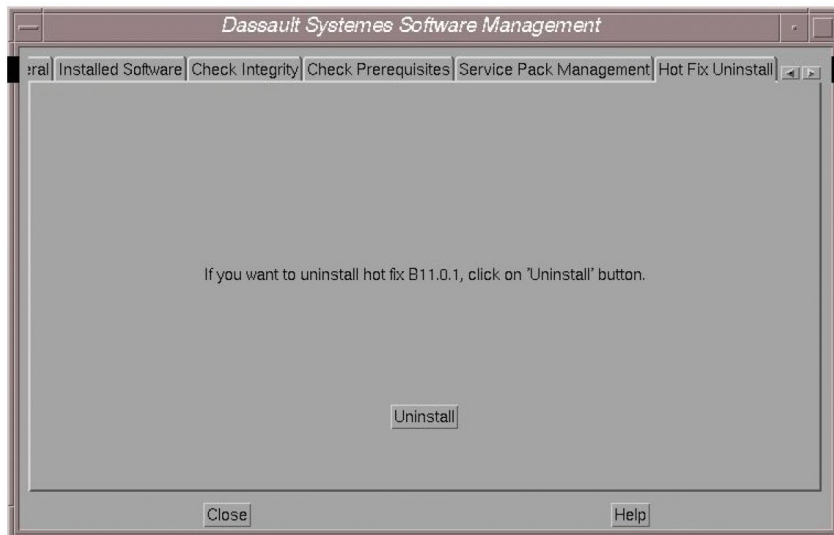 Dassault Systemes Software Management
eral Installed Software Check Integrity Check Prerequisites Service Pack Management Hot Fix Uninstall
If you want to uninstall hot fix B11.0.1, click on 'Uninstall' button.
Uninstall
Close Help